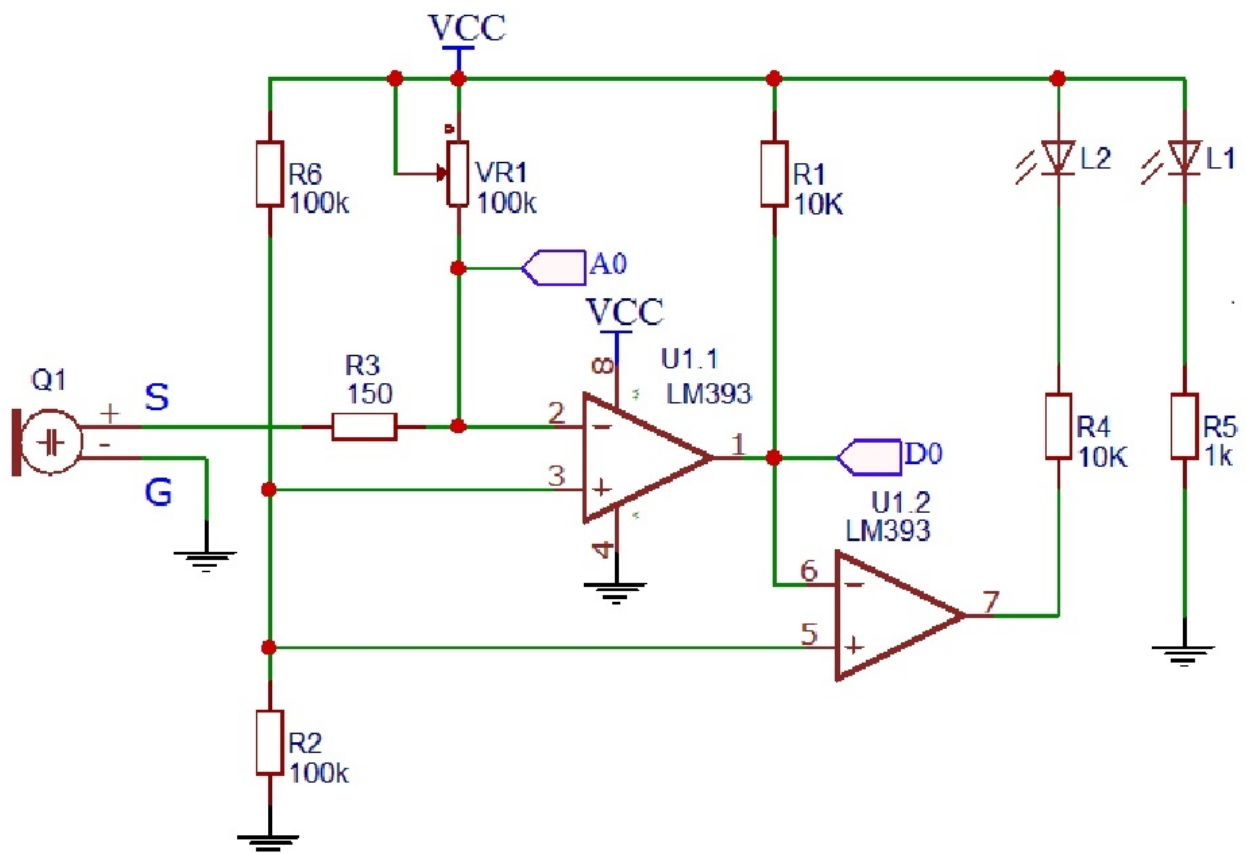 VCC
R6
100k
VR1
100k
R1
10K
L2
L1
A0
VCC
Q1
S
R3
150
8
U1.1
LM393
+
-
G
2
-
1
3
+
4
D0
R4
10K
R5
1k
U1.2
LM393
6
-
7
5
+
R2
100k